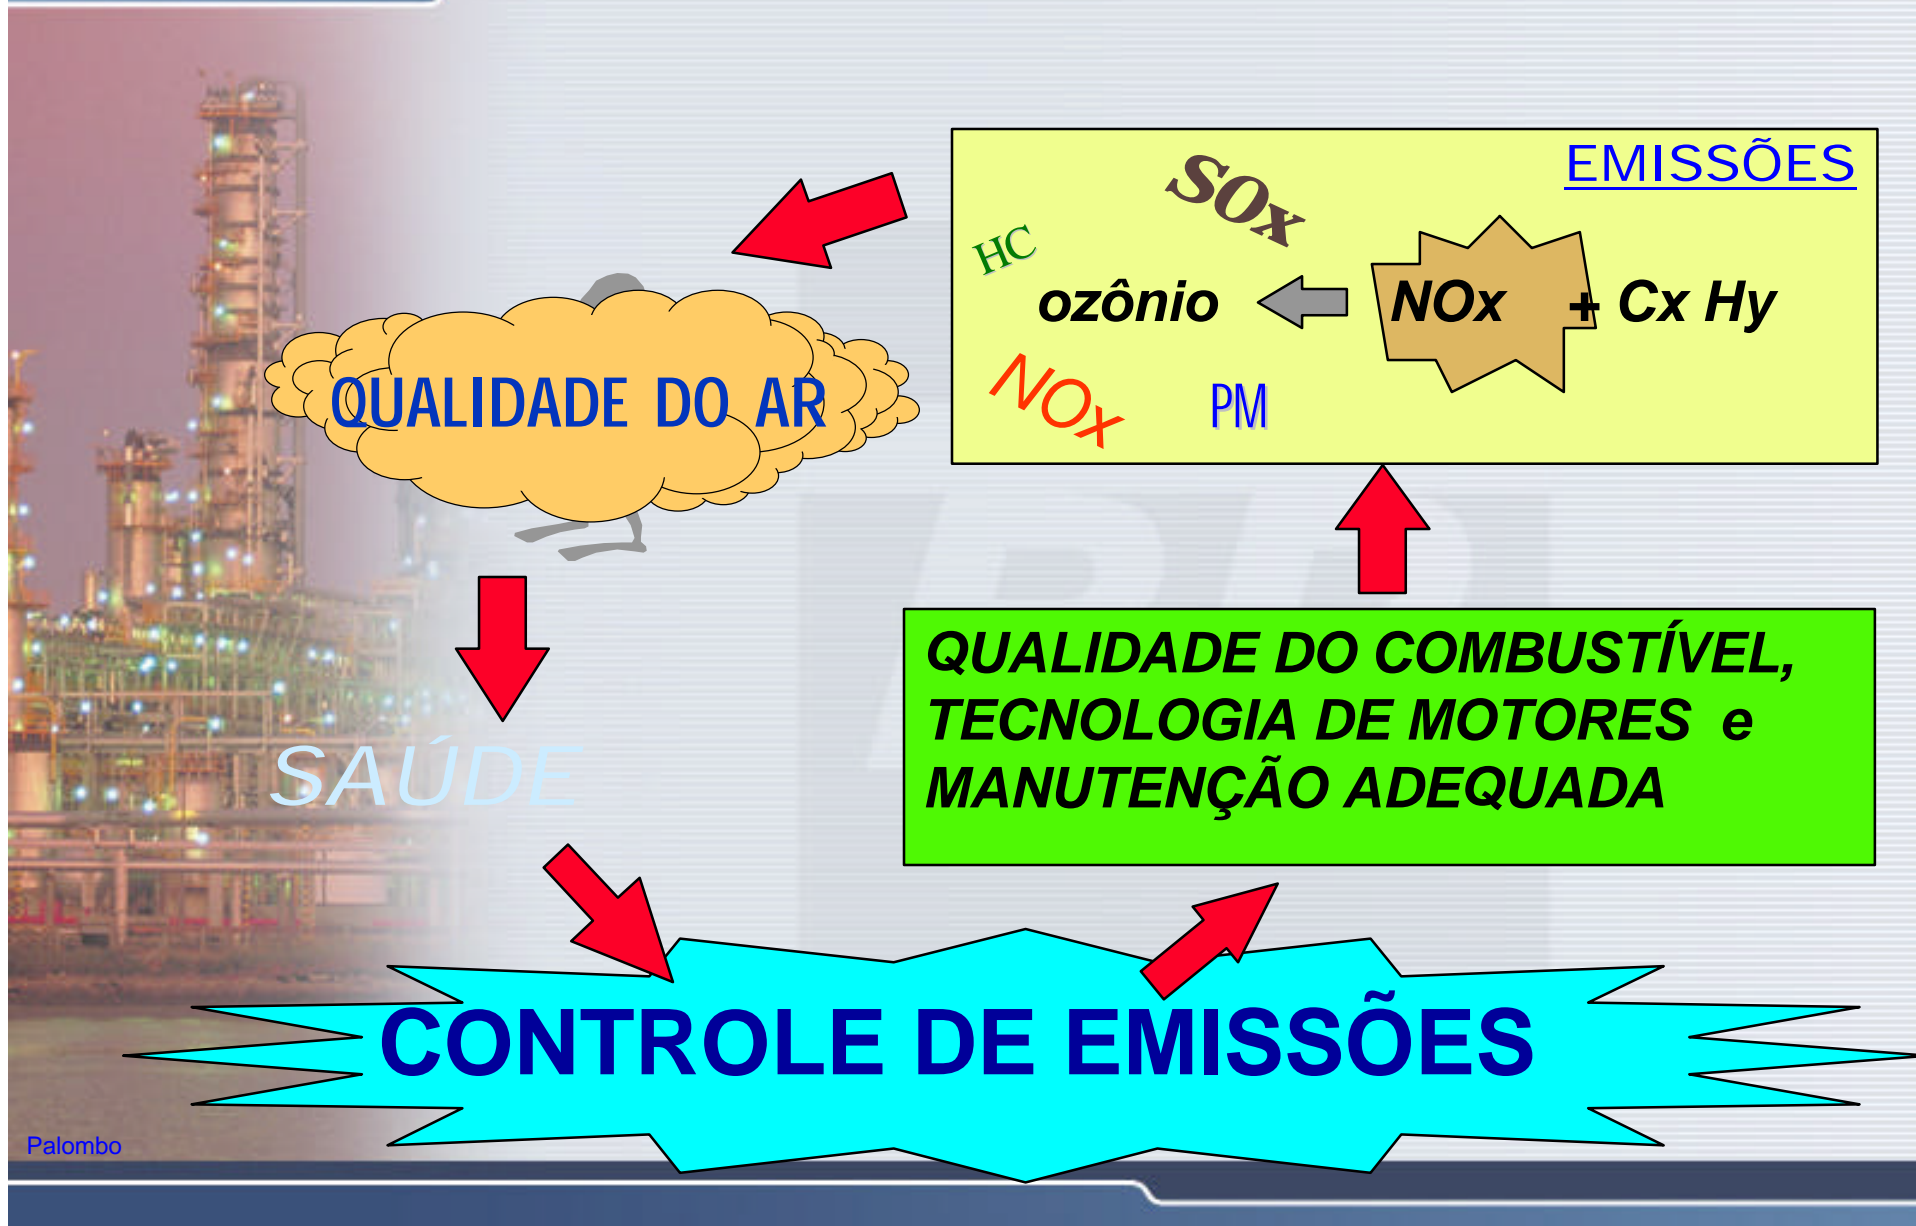 EMISSÕES
SOx
HC
ozônio NOx + Cx Hy
NOx PM
QUALIDADE DO AR
SAÚDE
QUALIDADE DO COMBUSTÍVEL,
TECNOLOGIA DE MOTORES e
MANUTENÇÃO ADEQUADA
CONTROLE DE EMISSÕES
Palombo